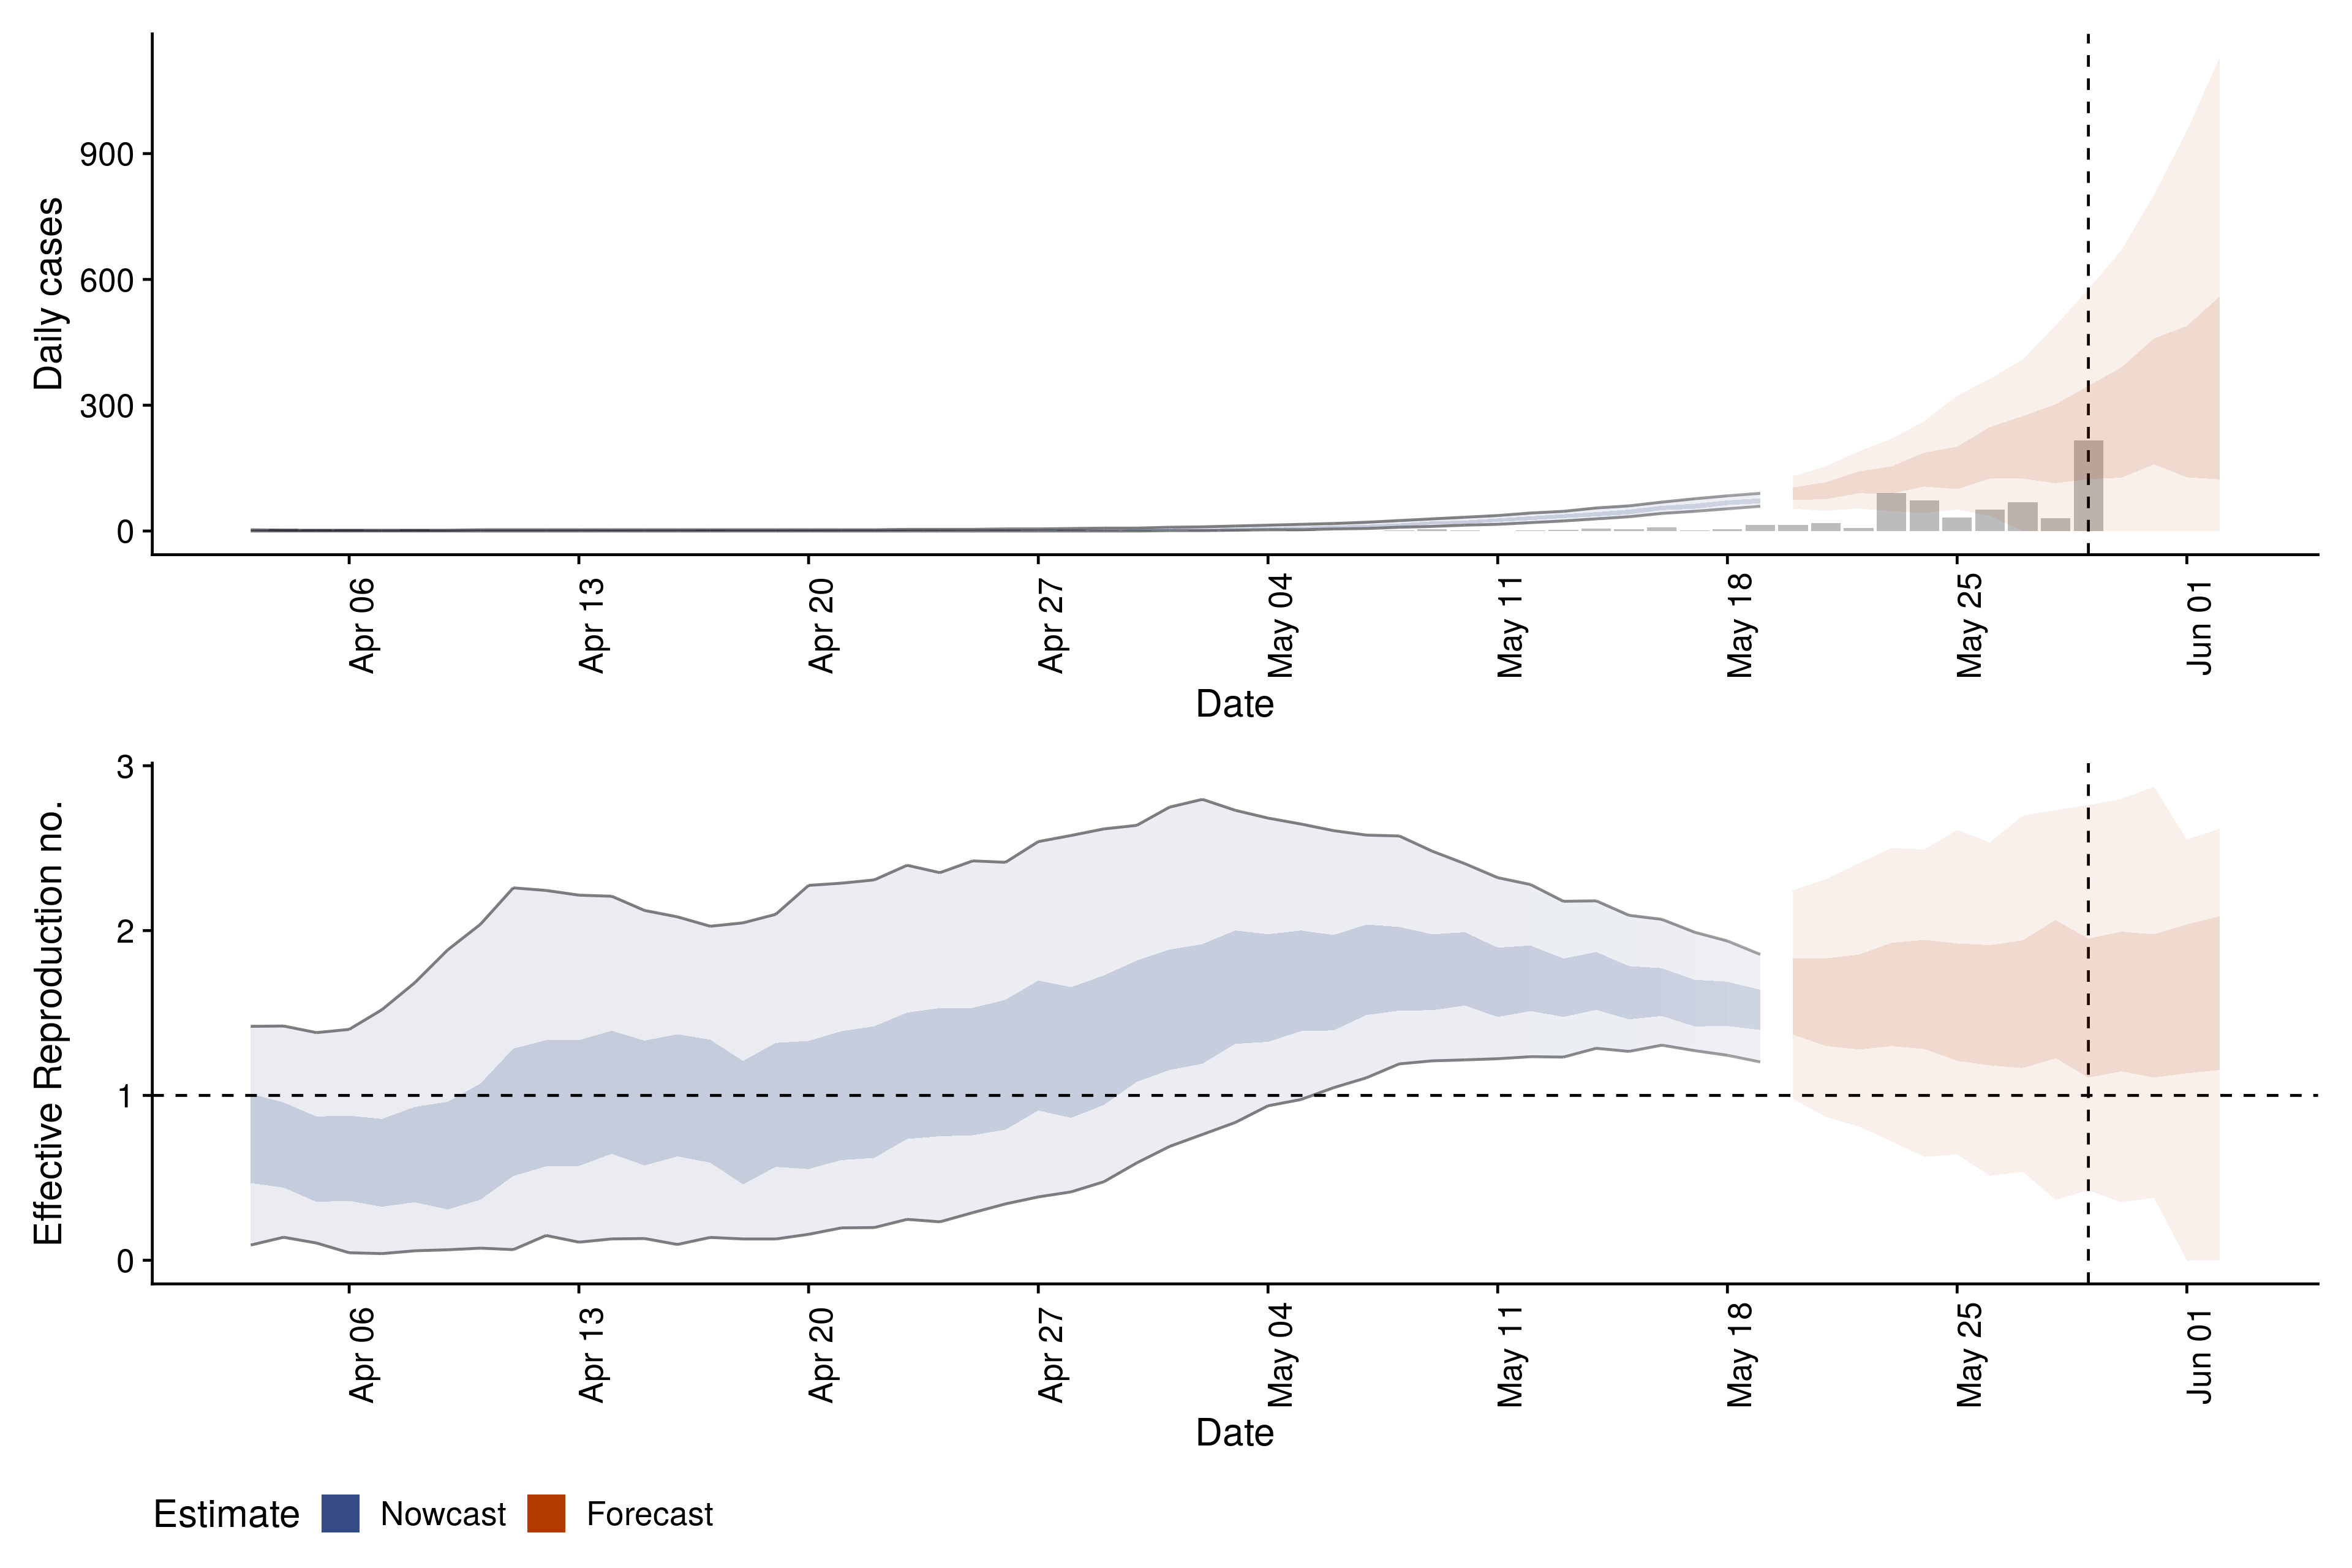 Daily cases
900
600
300
0
Apr 06 Apr 13 Apr 20 Apr 27 May 04 May 11 May 18 May 25 Jun 01
Date
Effective Reproduction no.
3
2
1
0
Apr 06 Apr 13 Apr 20 Apr 27 May 04 May 11 May 18 May 25 Jun 01
Date
Estimate Nowcast Forecast